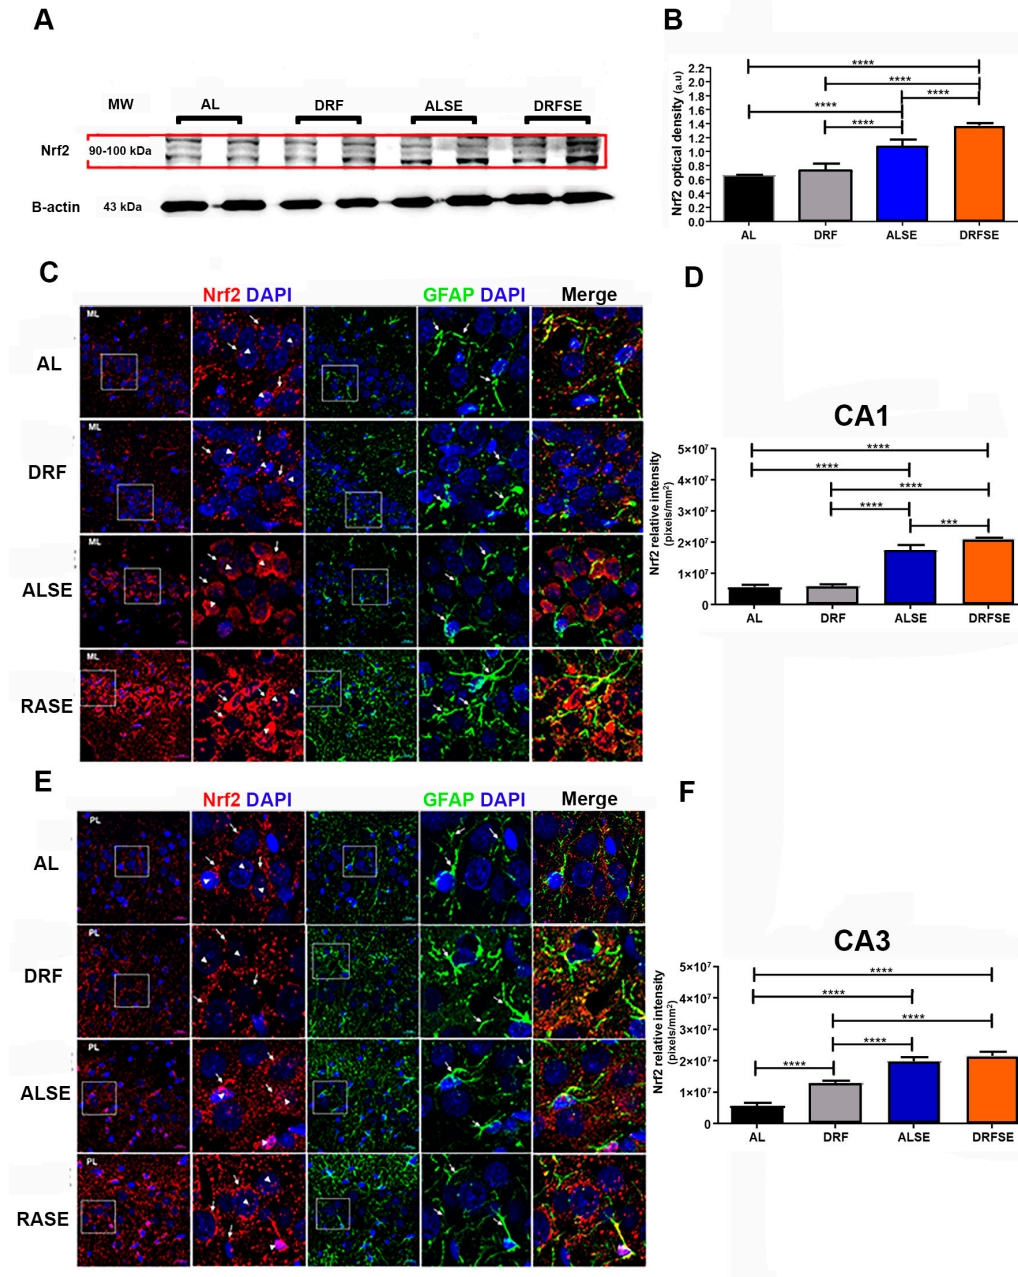 A
MW AL DRF ALSE DRFSE
Nrf2 90-100 kDa
B-actin 43 kDa
B
Nrf2 optical density (a.u)
2.2
2.0
1.8
1.6
1.4
1.2
1.0
0.8
0.6
0.4
0.2
0.0
****
****
****
****
****
AL DRF ALSE DRFSE
C
Nrf2 DAPI GFAP DAPI Merge
AL
ML
DRF
ML
ALSE
ML
RASE
ML
D
CA1
Nrf2 relative intensity
(pixels/mm²)
5×10⁷
4×10⁷
3×10⁷
2×10⁷
1×10⁷
0
****
****
****
****
***
AL DRF ALSE DRFSE
E
Nrf2 DAPI GFAP DAPI Merge
AL
PL
DRF
PL
ALSE
PL
RASE
PL
F
CA3
Nrf2 relative intensity
(pixels/mm²)
5×10⁷
4×10⁷
3×10⁷
2×10⁷
1×10⁷
0
****
****
****
****
****
AL DRF ALSE DRFSE